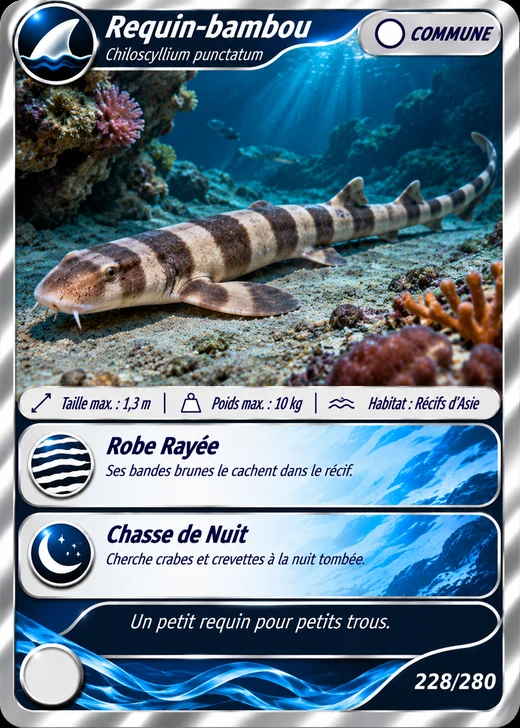 Requin-bambou
Chiloscyllium punctatum
COMMUNE
Taille max. : 1,3 m
Poids max. : 10 kg
Habitat : Récifs d'Asie
Robe Rayée
Ses bandes brunes le cachent dans le récif.
Chasse de Nuit
Cherche crabes et crevettes à la nuit tombée.
Un petit requin pour petits trous.
228/280